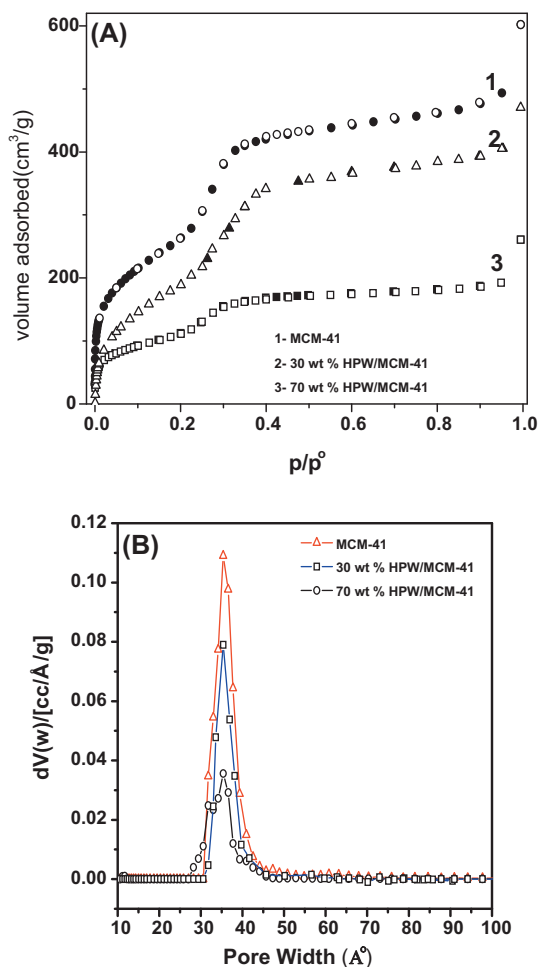 (A)
600
400
200
0
volume adsorbed(cm³/g)
1
2
3
1- MCM-41
2- 30 wt % HPW/MCM-41
3- 70 wt % HPW/MCM-41
0.0 0.2 0.4 0.6 0.8 1.0
p/p°
(B)
0.12
0.10
0.08
0.06
0.04
0.02
0.00
dV(w)/[cc/Å/g]
MCM-41
30 wt % HPW/MCM-41
70 wt % HPW/MCM-41
10 20 30 40 50 60 70 80 90 100
Pore Width (A°)